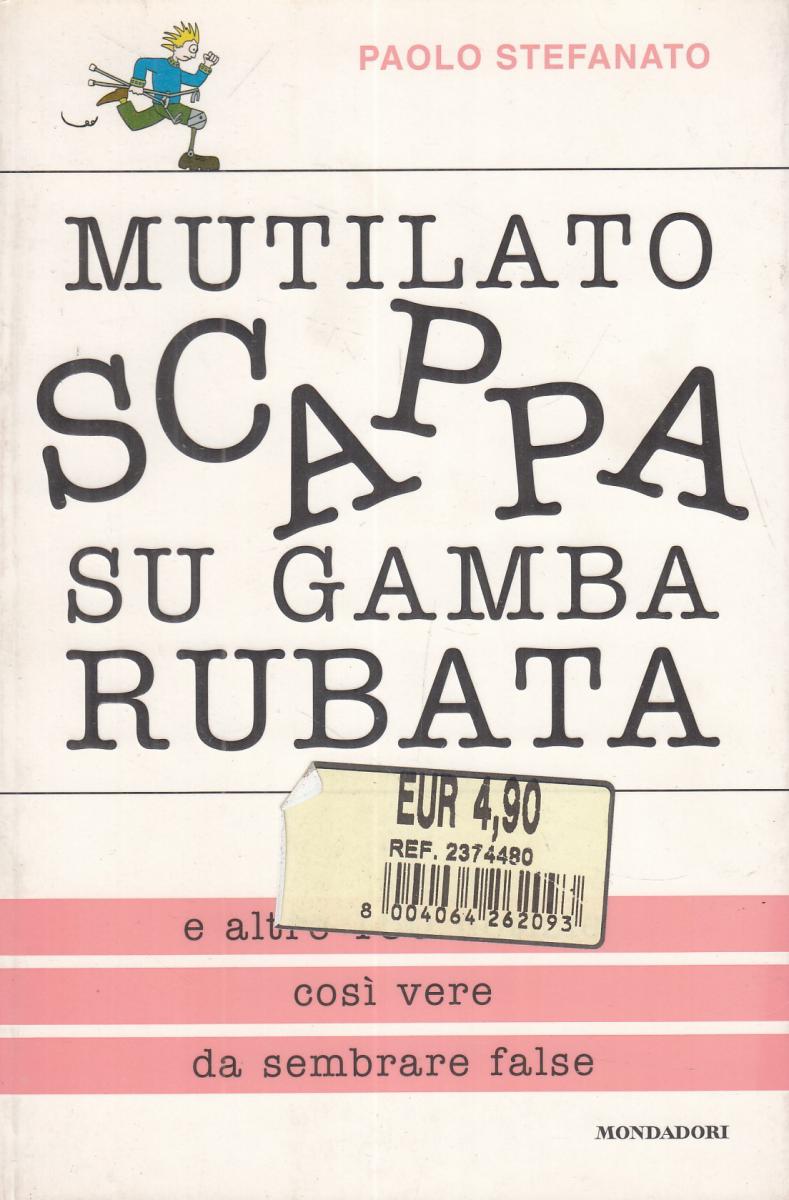 PAOLO STEFANATO
MUTILATO
SCAPPA
SU GAMBA
RUBATA
EUR 4,90
REF. 2374480
8 004064 262093
e altre
così vere
da sembrare false
MONDADORI